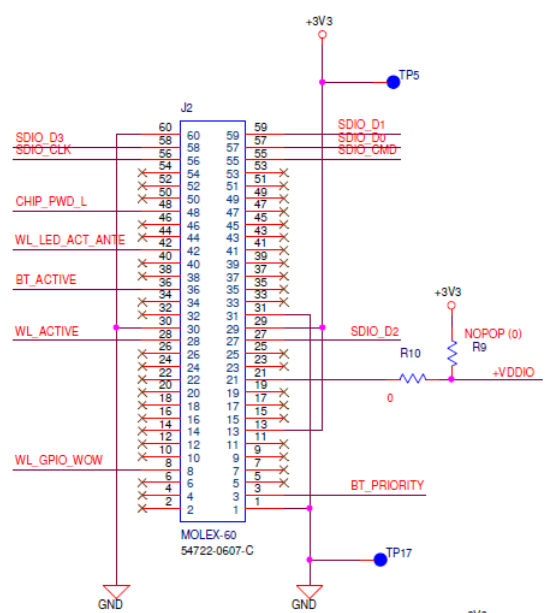 +3V3
TP5
J2
60 60 59 59 SDIO_D1
SDIO_D3 58 58 57 57 SDIO_D0
SDIO_CLK 56 56 55 55 SDIO_CMD
54 54 53 53
52 52 51 51
50 50 49 49
CHIP_PWD_L 48 48 47 47
46 46 45 45
44 44 43 43
WL_LED_ACT_ANTE 42 42 41 41
40 40 39 39
38 38 37 37
BT_ACTIVE 36 36 35 35
34 34 33 33
32 32 31 31
30 30 29 29
WL_ACTIVE 28 28 27 27 SDIO_D2
26 26 25 25
24 24 23 23
22 22 21 21
20 20 19 19
18 18 17 17
16 16 15 15
14 14 13 13
12 12 11 11
10 10 9 9
WL_GPIO_WOW 8 8 7 7
6 6 5 5
4 4 3 3 BT_PRIORITY
2 2 1 1
+3V3
NOPOP (0)
R9
R10
0
+VDDIO
MOLEX-60
54722-0607-C
TP17
GND
GND
+3V3